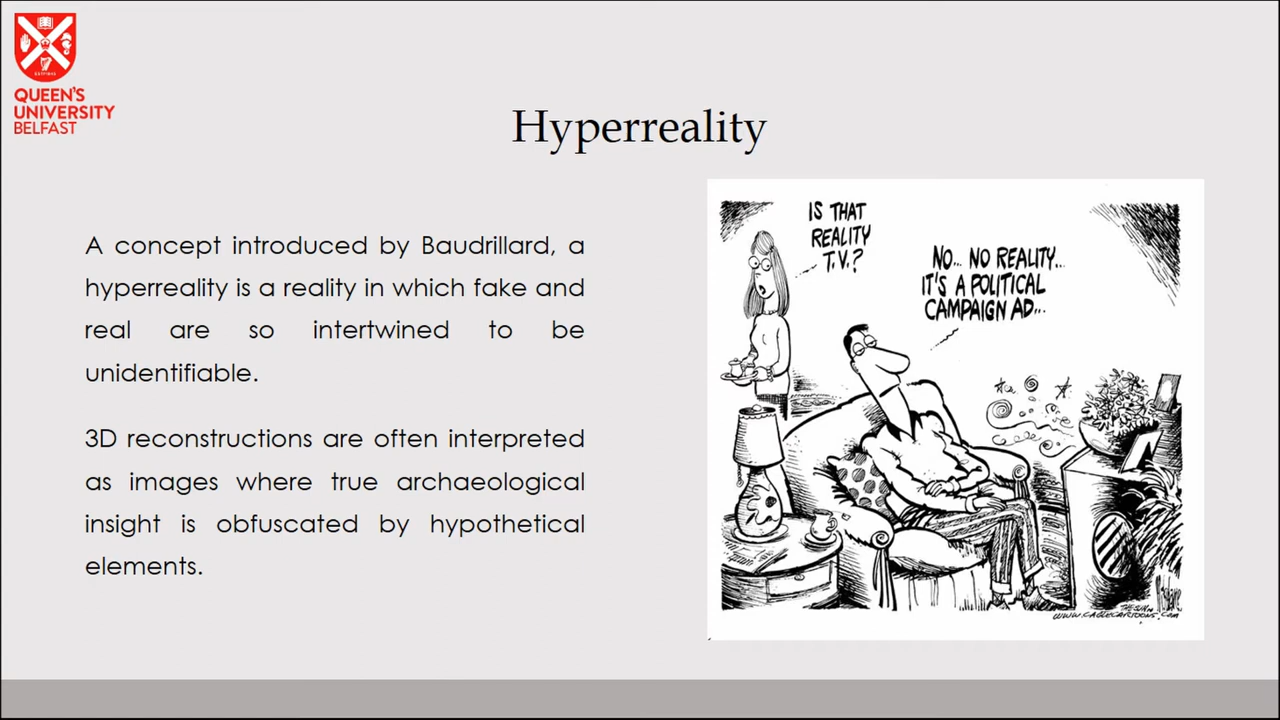 QUEEN'S
UNIVERSITY
BELFAST
Hyperreality
A concept introduced by Baudrillard, a
hyperreality is a reality in which fake and
real are so intertwined to be
unidentifiable.
3D reconstructions are often interpreted
as images where true archaeological
insight is obfuscated by hypothetical
elements.
IS THAT
REALITY
T.V.?
NO... NO REALITY...
IT'S A POLITICAL
CAMPAIGN AD...
WWW.CAGLECARTOONS.COM